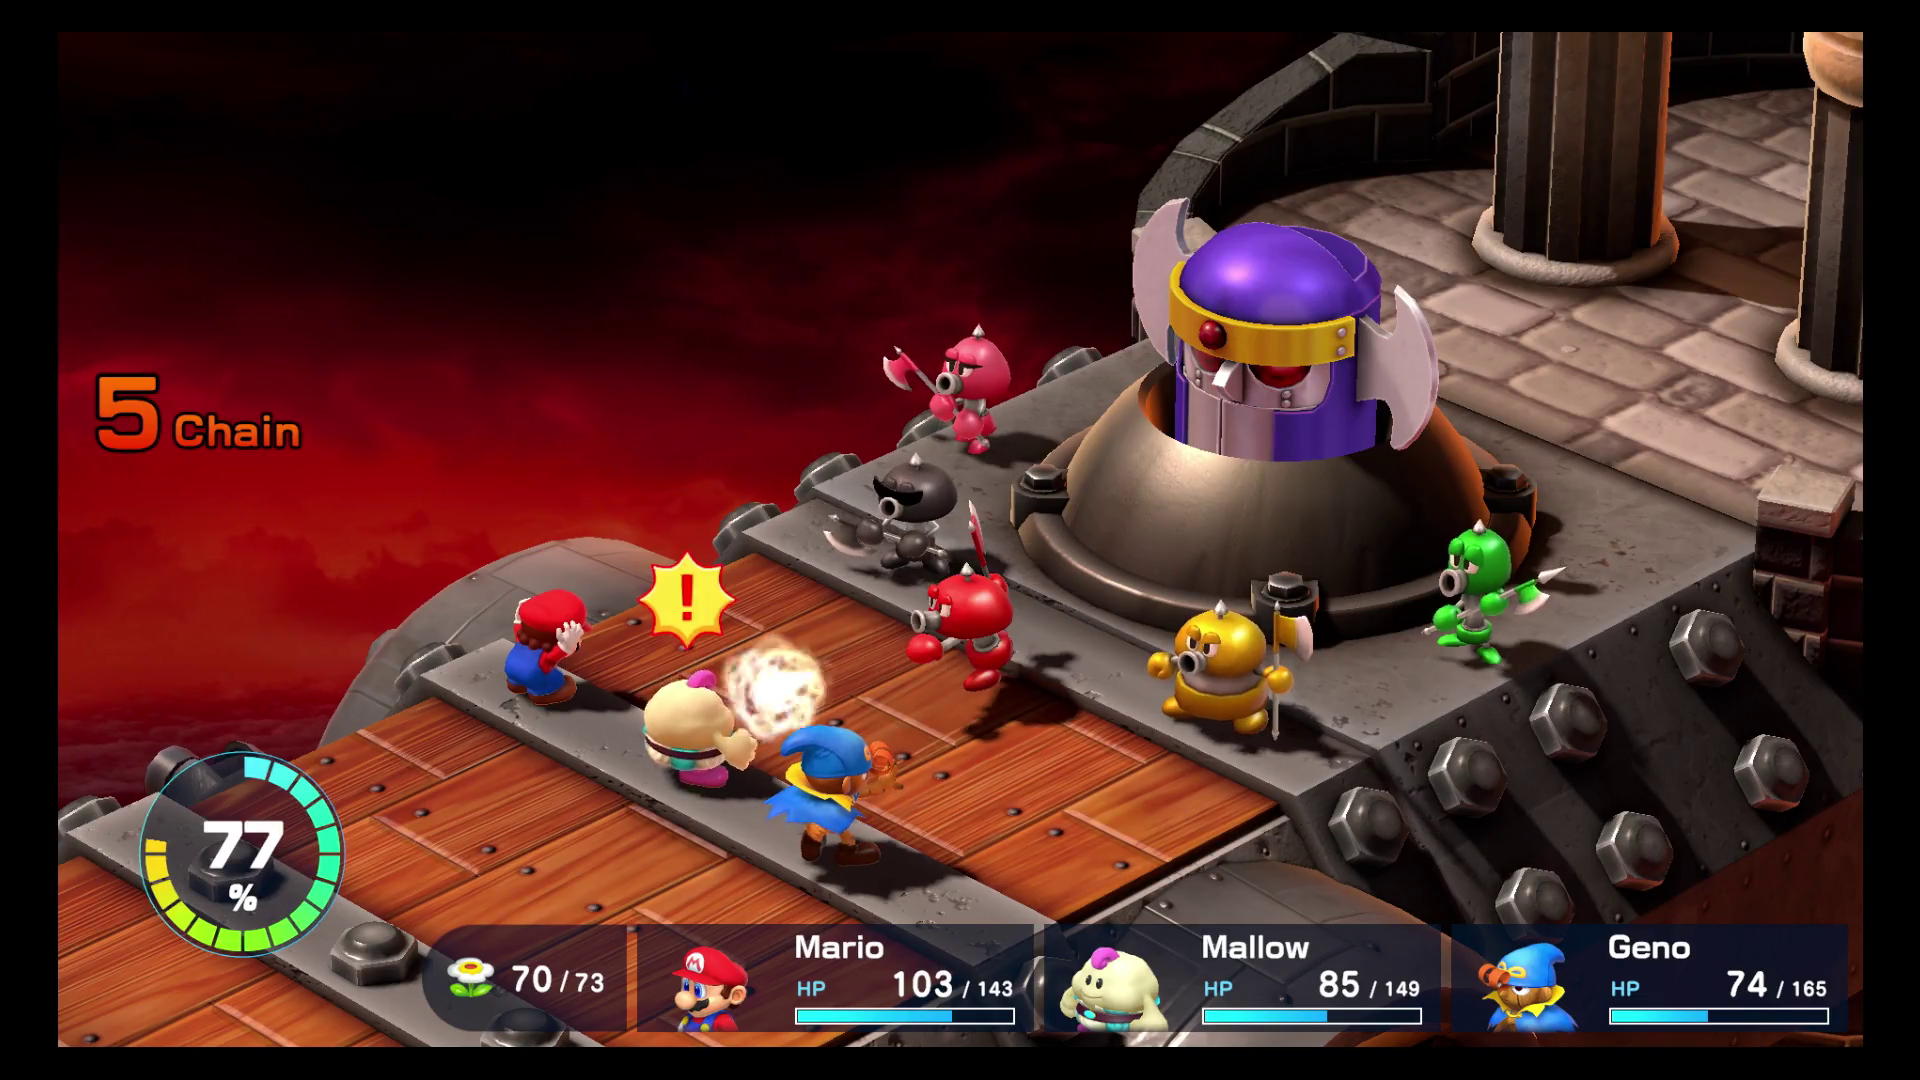 5 Chain
!
77
%
70 / 73
Mario
HP 103 / 143
Mallow
HP 85 / 149
Geno
HP 74 / 165